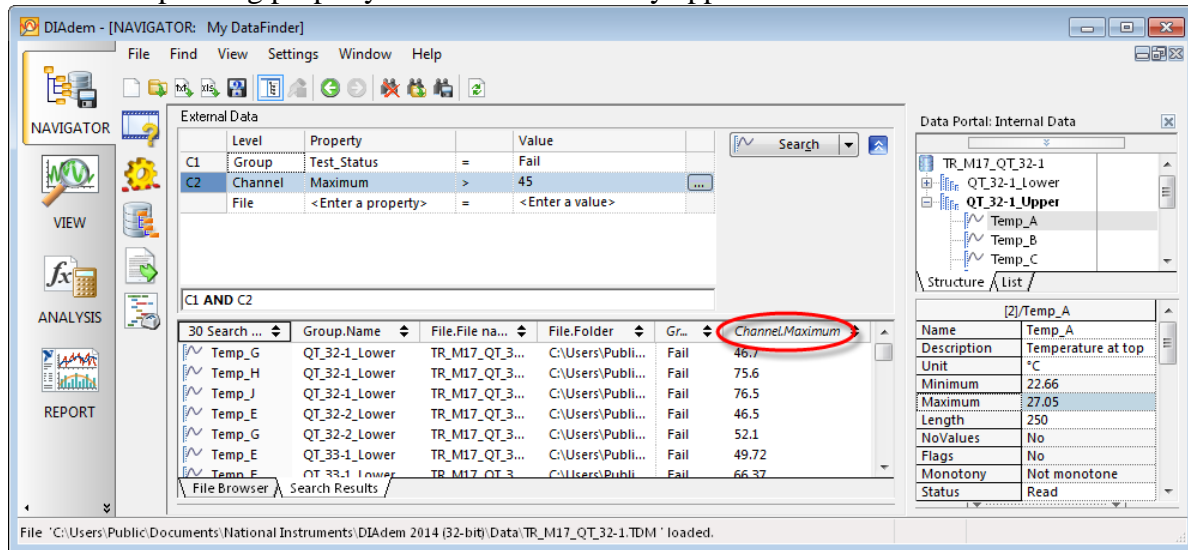 DIAdem - [NAVIGATOR: My DataFinder]
File Find View Settings Window Help
NAVIGATOR
VIEW
ANALYSIS
REPORT
External Data
Level Property Value
C1 Group Test_Status = Fail
C2 Channel Maximum > 45 ...
File <Enter a property> = <Enter a value>
Search
C1 AND C2
30 Search ... Group.Name File.File na... File.Folder Gr... Channel.Maximum
Temp_G QT_32-1_Lower TR_M17_QT_3... C:\Users\Publi... Fail 46.7
Temp_H QT_32-1_Lower TR_M17_QT_3... C:\Users\Publi... Fail 75.6
Temp_J QT_32-1_Lower TR_M17_QT_3... C:\Users\Publi... Fail 76.5
Temp_E QT_32-2_Lower TR_M17_QT_3... C:\Users\Publi... Fail 46.5
Temp_G QT_32-2_Lower TR_M17_QT_3... C:\Users\Publi... Fail 52.1
Temp_E QT_33-1_Lower TR_M17_QT_3... C:\Users\Publi... Fail 49.72
QT_33-1_Lower TR_M17_QT_3... C:\Users\Publi... Fail 66.37
File Browser Search Results
Data Portal: Internal Data
TR_M17_QT_32-1
QT_32-1_Lower
QT_32-1_Upper
Temp_A
Temp_B
Temp_C
Structure List
[2]/Temp_A
Name Temp_A
Description Temperature at top
Unit °C
Minimum 22.66
Maximum 27.05
Length 250
NoValues No
Flags No
Monotony Not monotone
Status Read
File 'C:\Users\Public\Documents\National Instruments\DIAdem 2014 (32-bit)\Data\TR_M17_QT_32-1.TDM ' loaded.